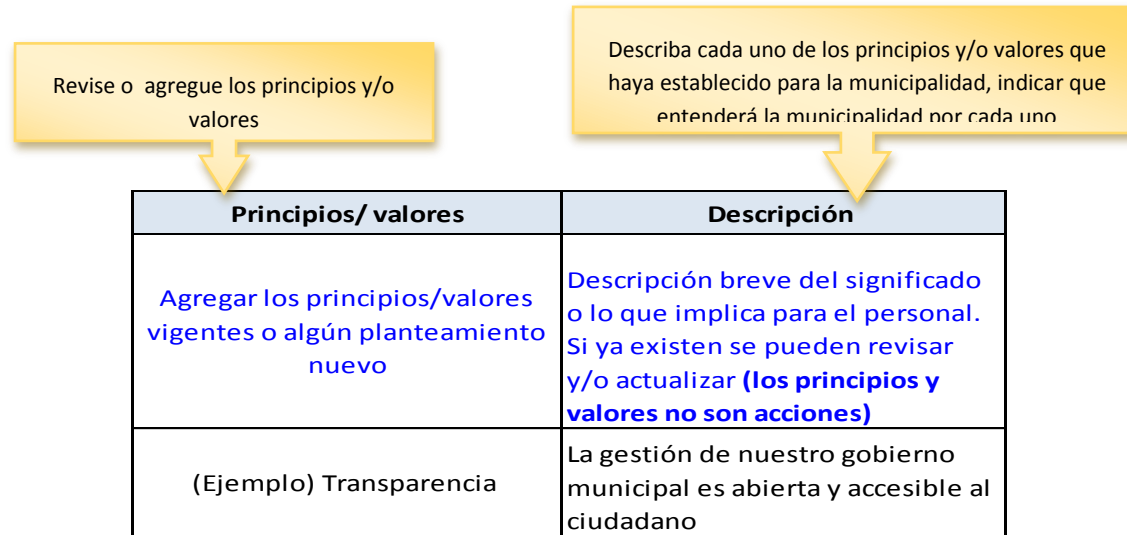 Revise o  agregue los principios y/o
valores
Describa cada uno de los principios y/o valores que
haya establecido para la municipalidad, indicar que
entenderá la municipalidad por cada uno
Principios/ valores
Descripción
Agregar los principios/valores
vigentes o algún planteamiento
nuevo
Descripción breve del significado
o lo que implica para el personal.
Si ya existen se pueden revisar
y/o actualizar (los principios y
valores no son acciones)
(Ejemplo) Transparencia
La gestión de nuestro gobierno
municipal es abierta y accesible al
ciudadano